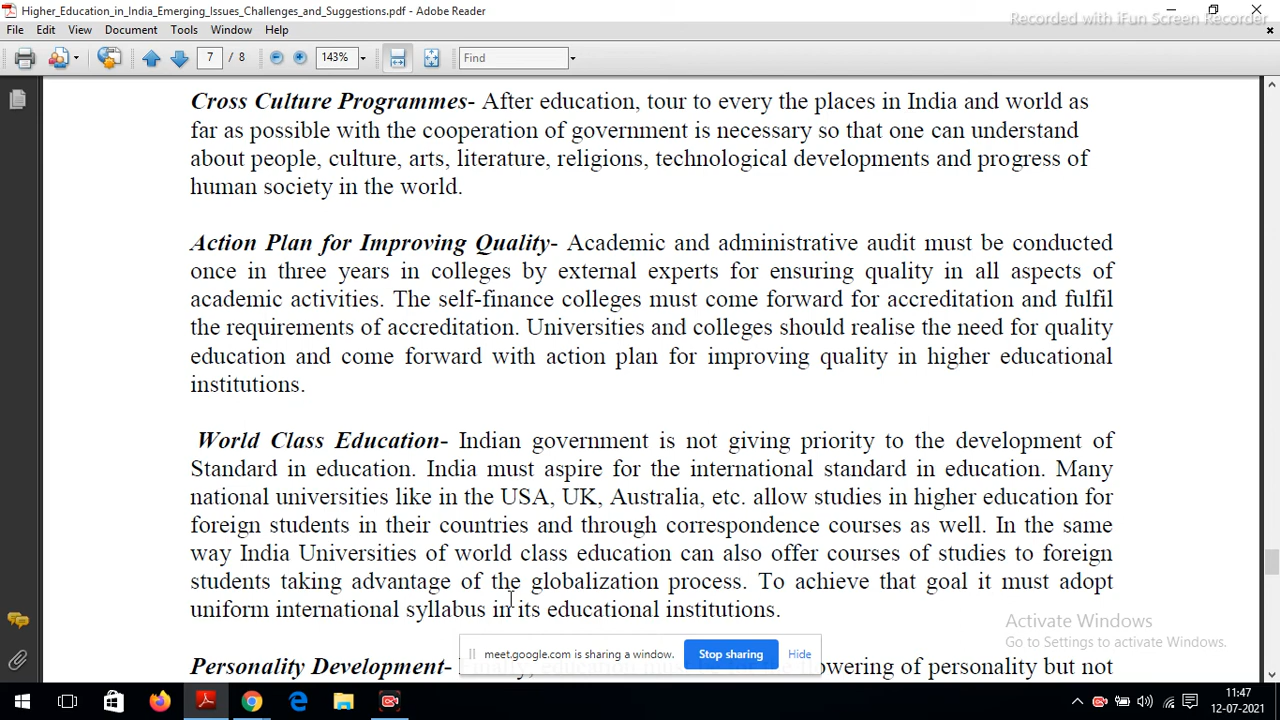 Higher_Education_in_India_Emerging_Issues_Challenges_and_Suggestions.pdf - Adobe Reader
Recorded with iFun Screen Recorder
File Edit View Document Tools Window Help
7 / 8 143% Find
Cross Culture Programmes- After education, tour to every the places in India and world as
far as possible with the cooperation of government is necessary so that one can understand
about people, culture, arts, literature, religions, technological developments and progress of
human society in the world.
Action Plan for Improving Quality- Academic and administrative audit must be conducted
once in three years in colleges by external experts for ensuring quality in all aspects of
academic activities. The self-finance colleges must come forward for accreditation and fulfil
the requirements of accreditation. Universities and colleges should realise the need for quality
education and come forward with action plan for improving quality in higher educational
institutions.
World Class Education- Indian government is not giving priority to the development of
Standard in education. India must aspire for the international standard in education. Many
national universities like in the USA, UK, Australia, etc. allow studies in higher education for
foreign students in their countries and through correspondence courses as well. In the same
way India Universities of world class education can also offer courses of studies to foreign
students taking advantage of the globalization process. To achieve that goal it must adopt
uniform international syllabus in its educational institutions.
Activate Windows
Go to Settings to activate Windows.
meet.google.com is sharing a window. Stop sharing Hide
Personality Development- flowering of personality but not
11:47
12-07-2021